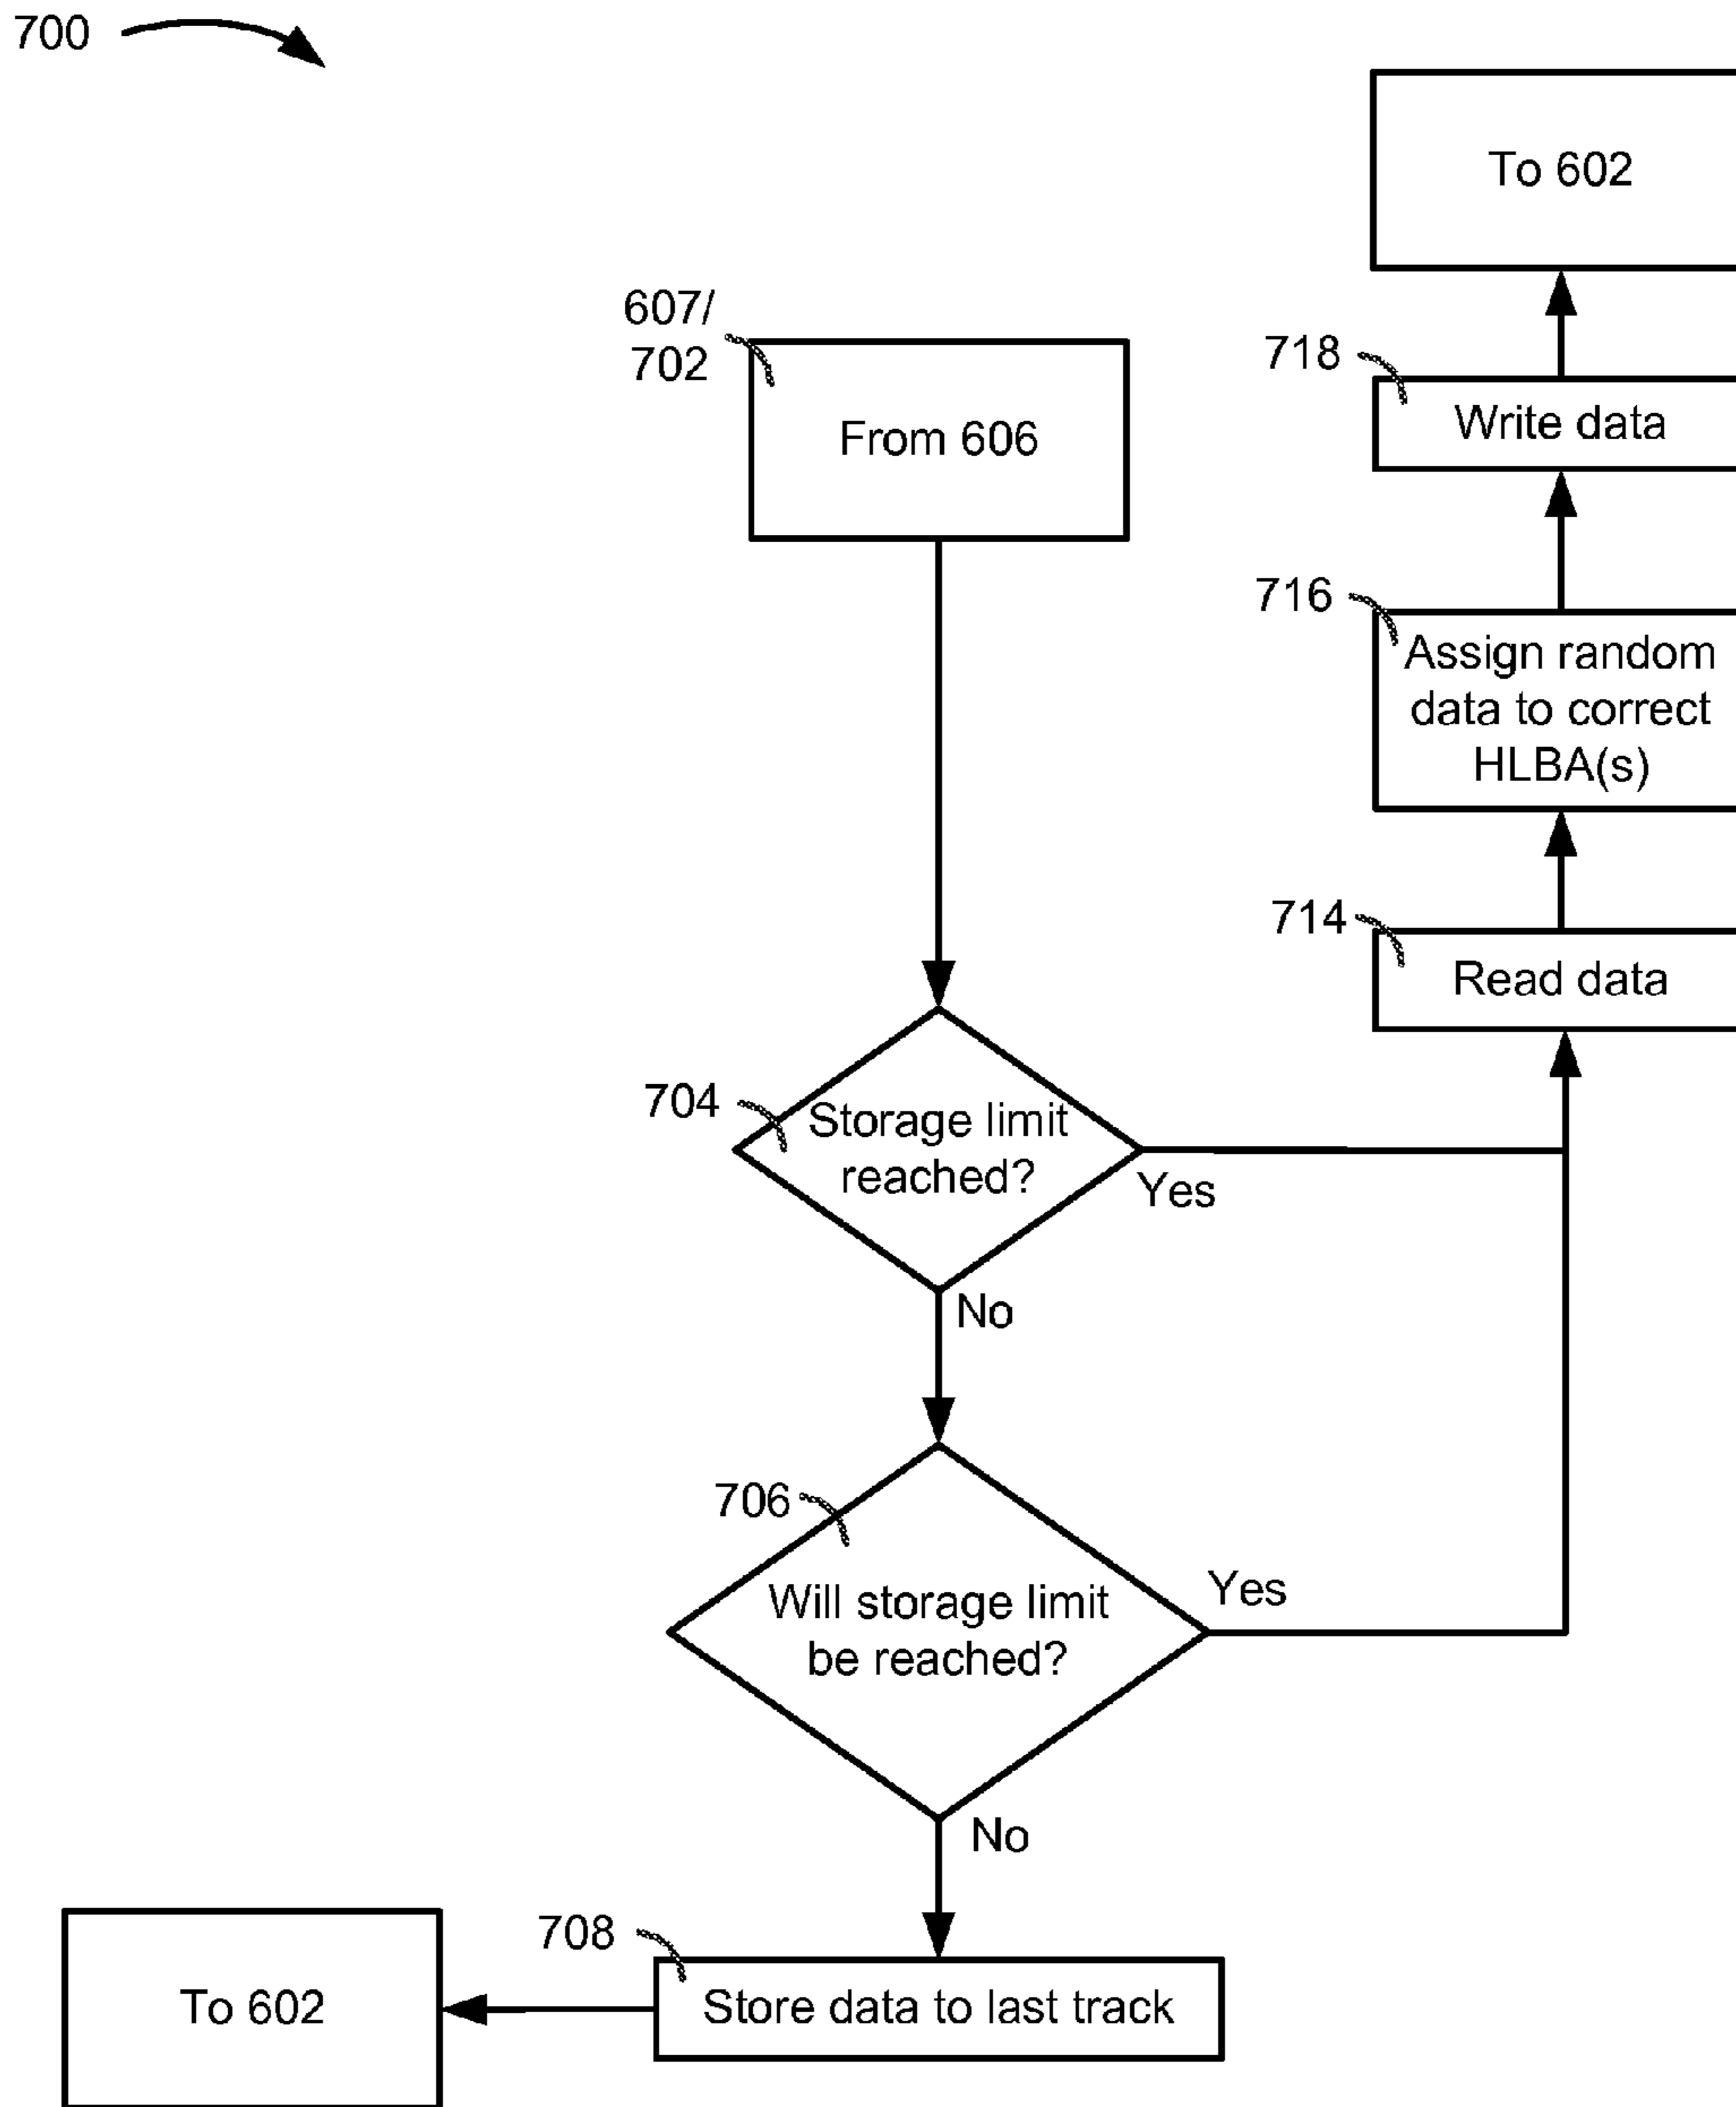 700
To 602
607/
702
From 606
718
Write data
716
Assign random
data to correct
HLBA(s)
714
Read data
704
Storage limit
reached?
Yes
No
706
Will storage limit
be reached?
Yes
No
708
Store data to last track
To 602